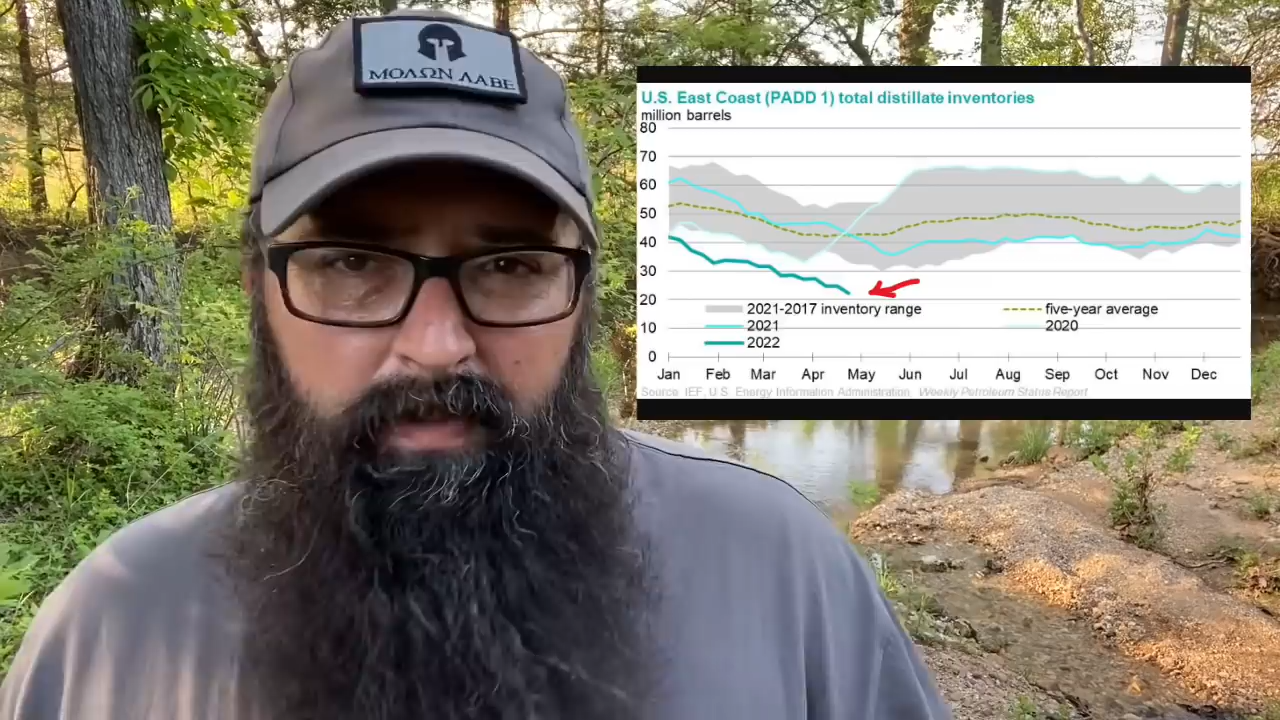 ΜΟΛΩΝ ΛΑΒΕ
U.S. East Coast (PADD 1) total distillate inventories
million barrels
80
70
60
50
40
30
20
10
0
2021-2017 inventory range
five-year average
2021
2020
2022
Jan Feb Mar Apr May Jun Jul Aug Sep Oct Nov Dec
Source: IEF, U.S. Energy Information Administration, Weekly Petroleum Status Report